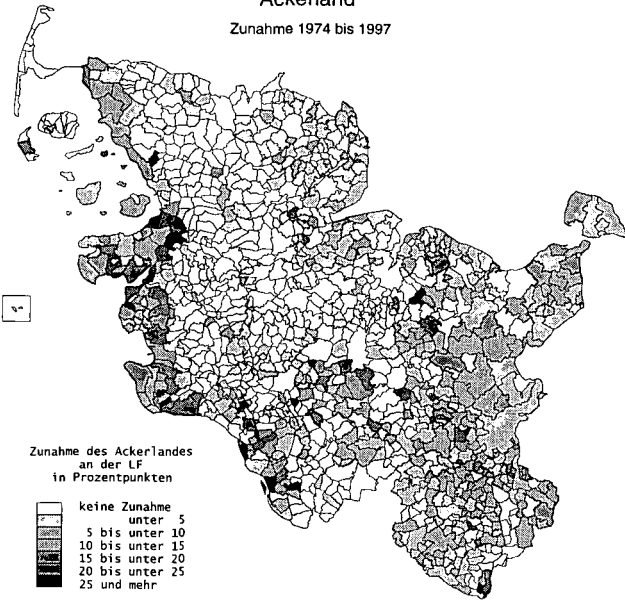 Ackerland
Zunahme 1974 bis 1997
Zunahme des Ackerlandes
an der LF
in Prozentpunkten
keine Zunahme
unter 5
5 bis unter 10
10 bis unter 15
15 bis unter 20
20 bis unter 25
25 und mehr